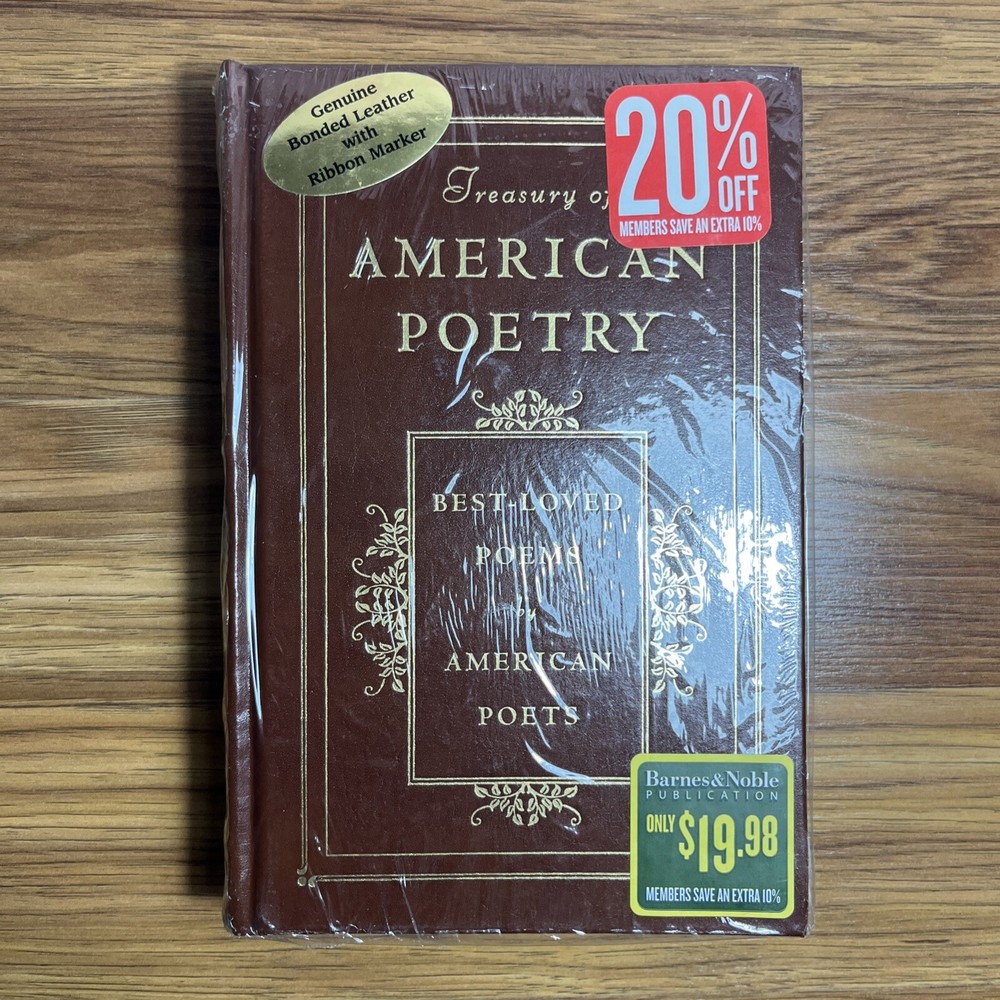 Genuine
Bonded Leather
with
Ribbon Marker
20% OFF
MEMBERS SAVE AN EXTRA 10%
Treasury of
AMERICAN
POETRY
BEST-LOVED
POEMS
by
AMERICAN
POETS
Barnes&Noble
PUBLICATION
ONLY $19.98
MEMBERS SAVE AN EXTRA 10%